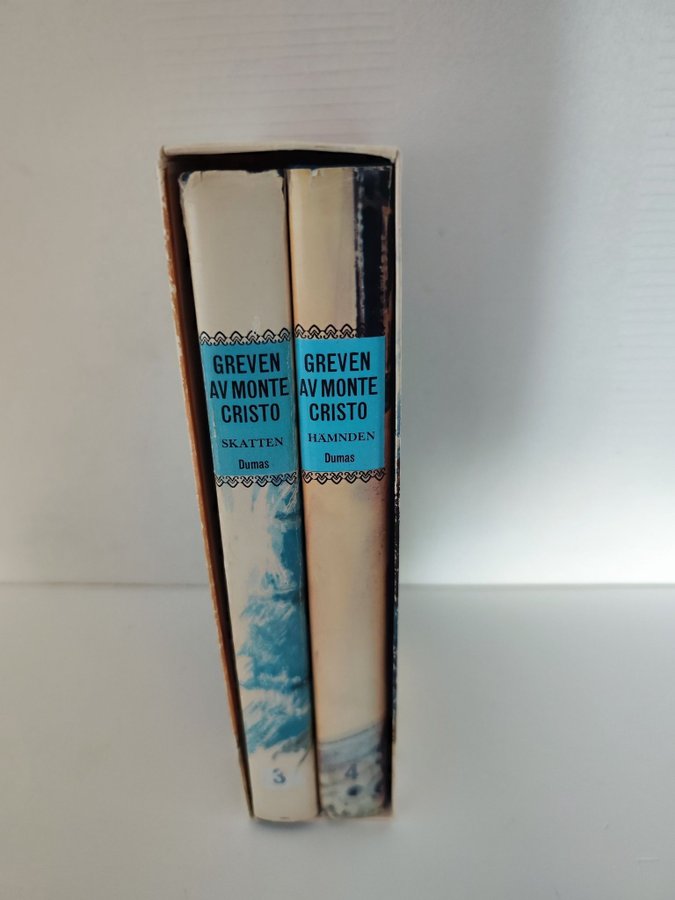 GREVEN
AV MONTE
CRISTO
SKATTEN
Dumas
3
GREVEN
AV MONTE
CRISTO
HÄMNDEN
Dumas
4